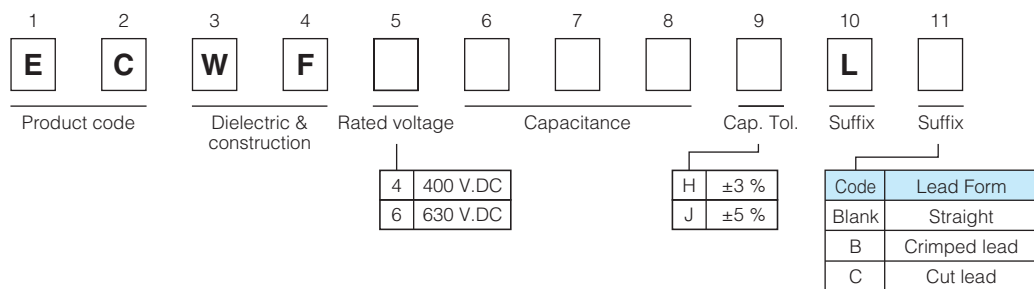 1 2 3 4 5 6 7 8 9 10 11
E C W F L
Product code Dielectric & construction Rated voltage Capacitance Cap. Tol. Suffix Suffix
4 400 V.DC
6 630 V.DC
H ±3 %
J ±5 %
Code Lead Form
Blank Straight
B Crimped lead
C Cut lead